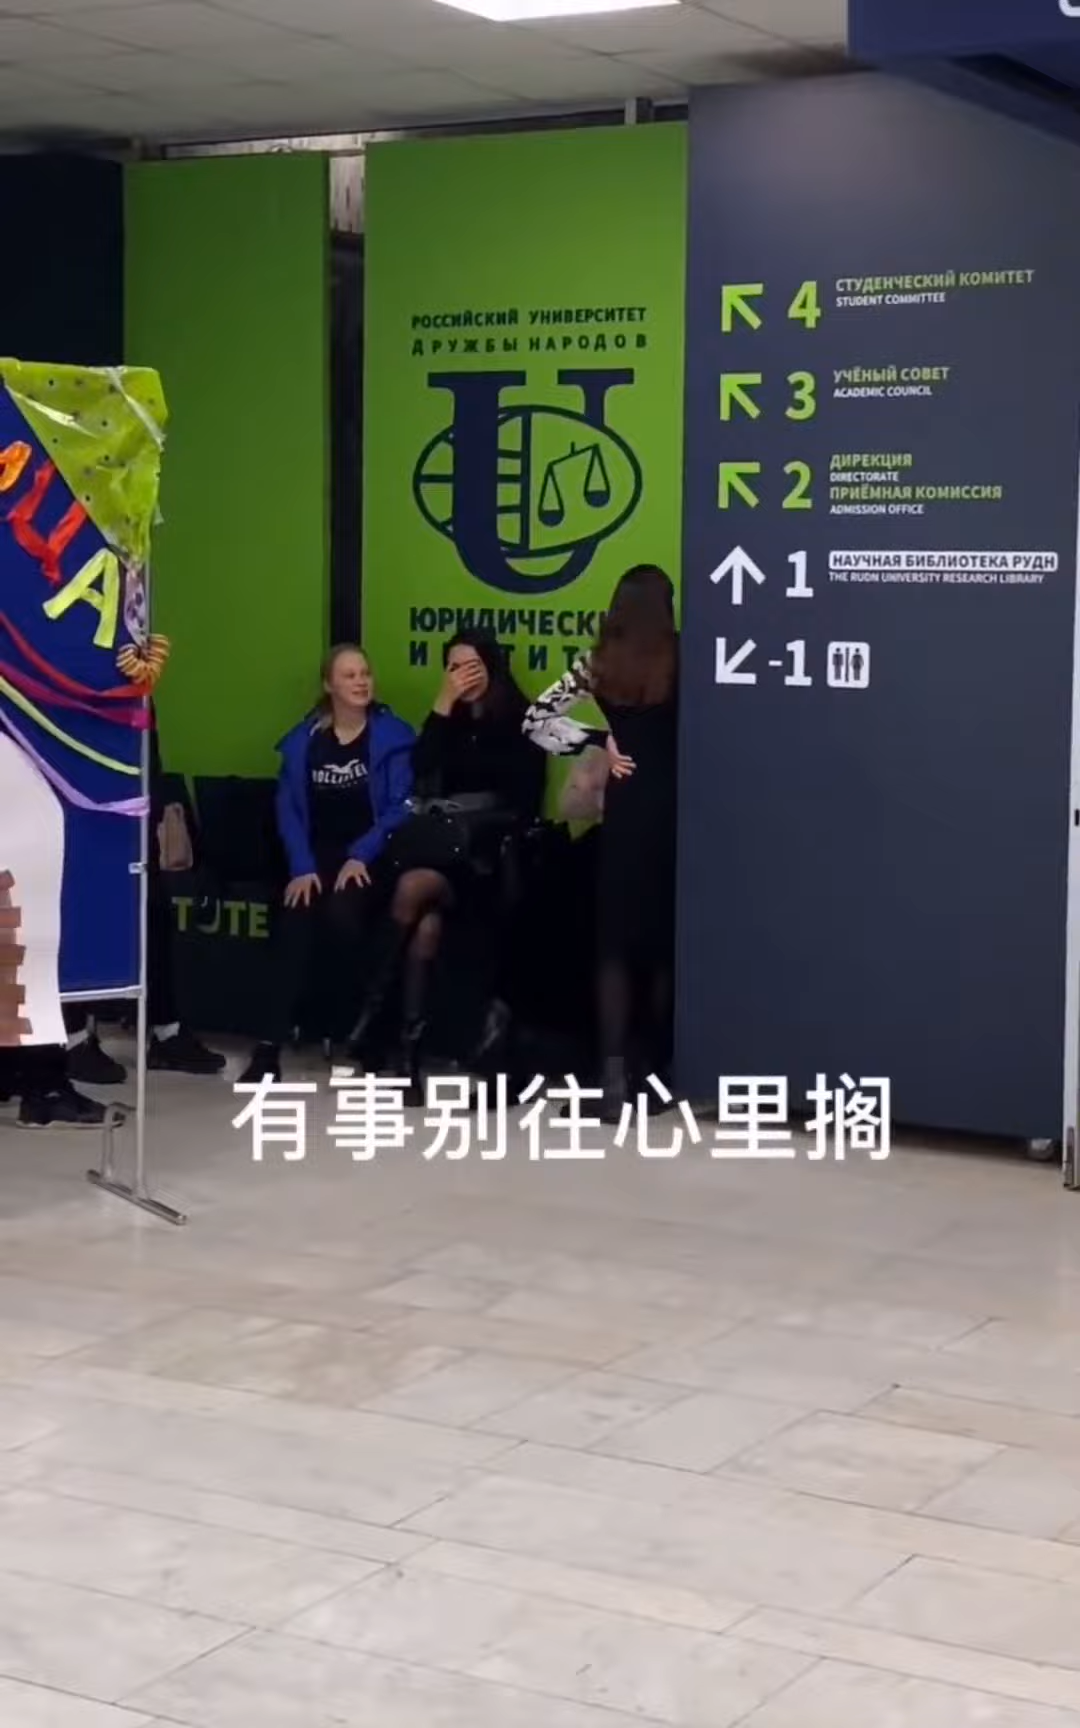 РОССИЙСКИЙ УНИВЕРСИТЕТ
ДРУЖБЫ НАРОДОВ
U
4 СТУДЕНЧЕСКИЙ КОМИТЕТ
STUDENT COMMITTEE
3 УЧЁНЫЙ СОВЕТ
ACADEMIC COUNCIL
2 ДИРЕКЦИЯ
DIRECTORATE
ПРИЁМНАЯ КОМИССИЯ
ADMISSION OFFICE
1 НАУЧНАЯ БИБЛИОТЕКА РУДН
THE RUDN UNIVERSITY RESEARCH LIBRARY
-1
ЦА
TUTE
有事别往心里搁